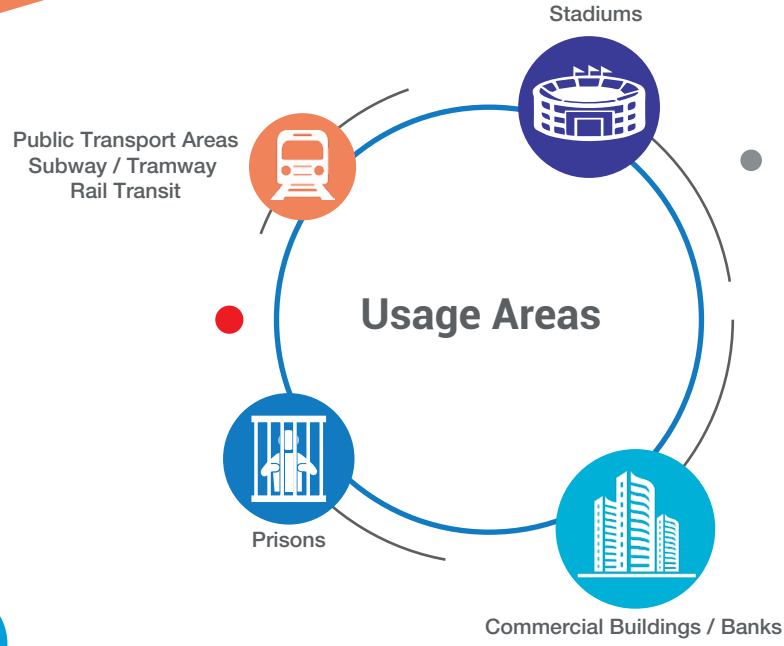 Stadiums
Public Transport Areas
Subway / Tramway
Rail Transit
Usage Areas
Prisons
Commercial Buildings / Banks